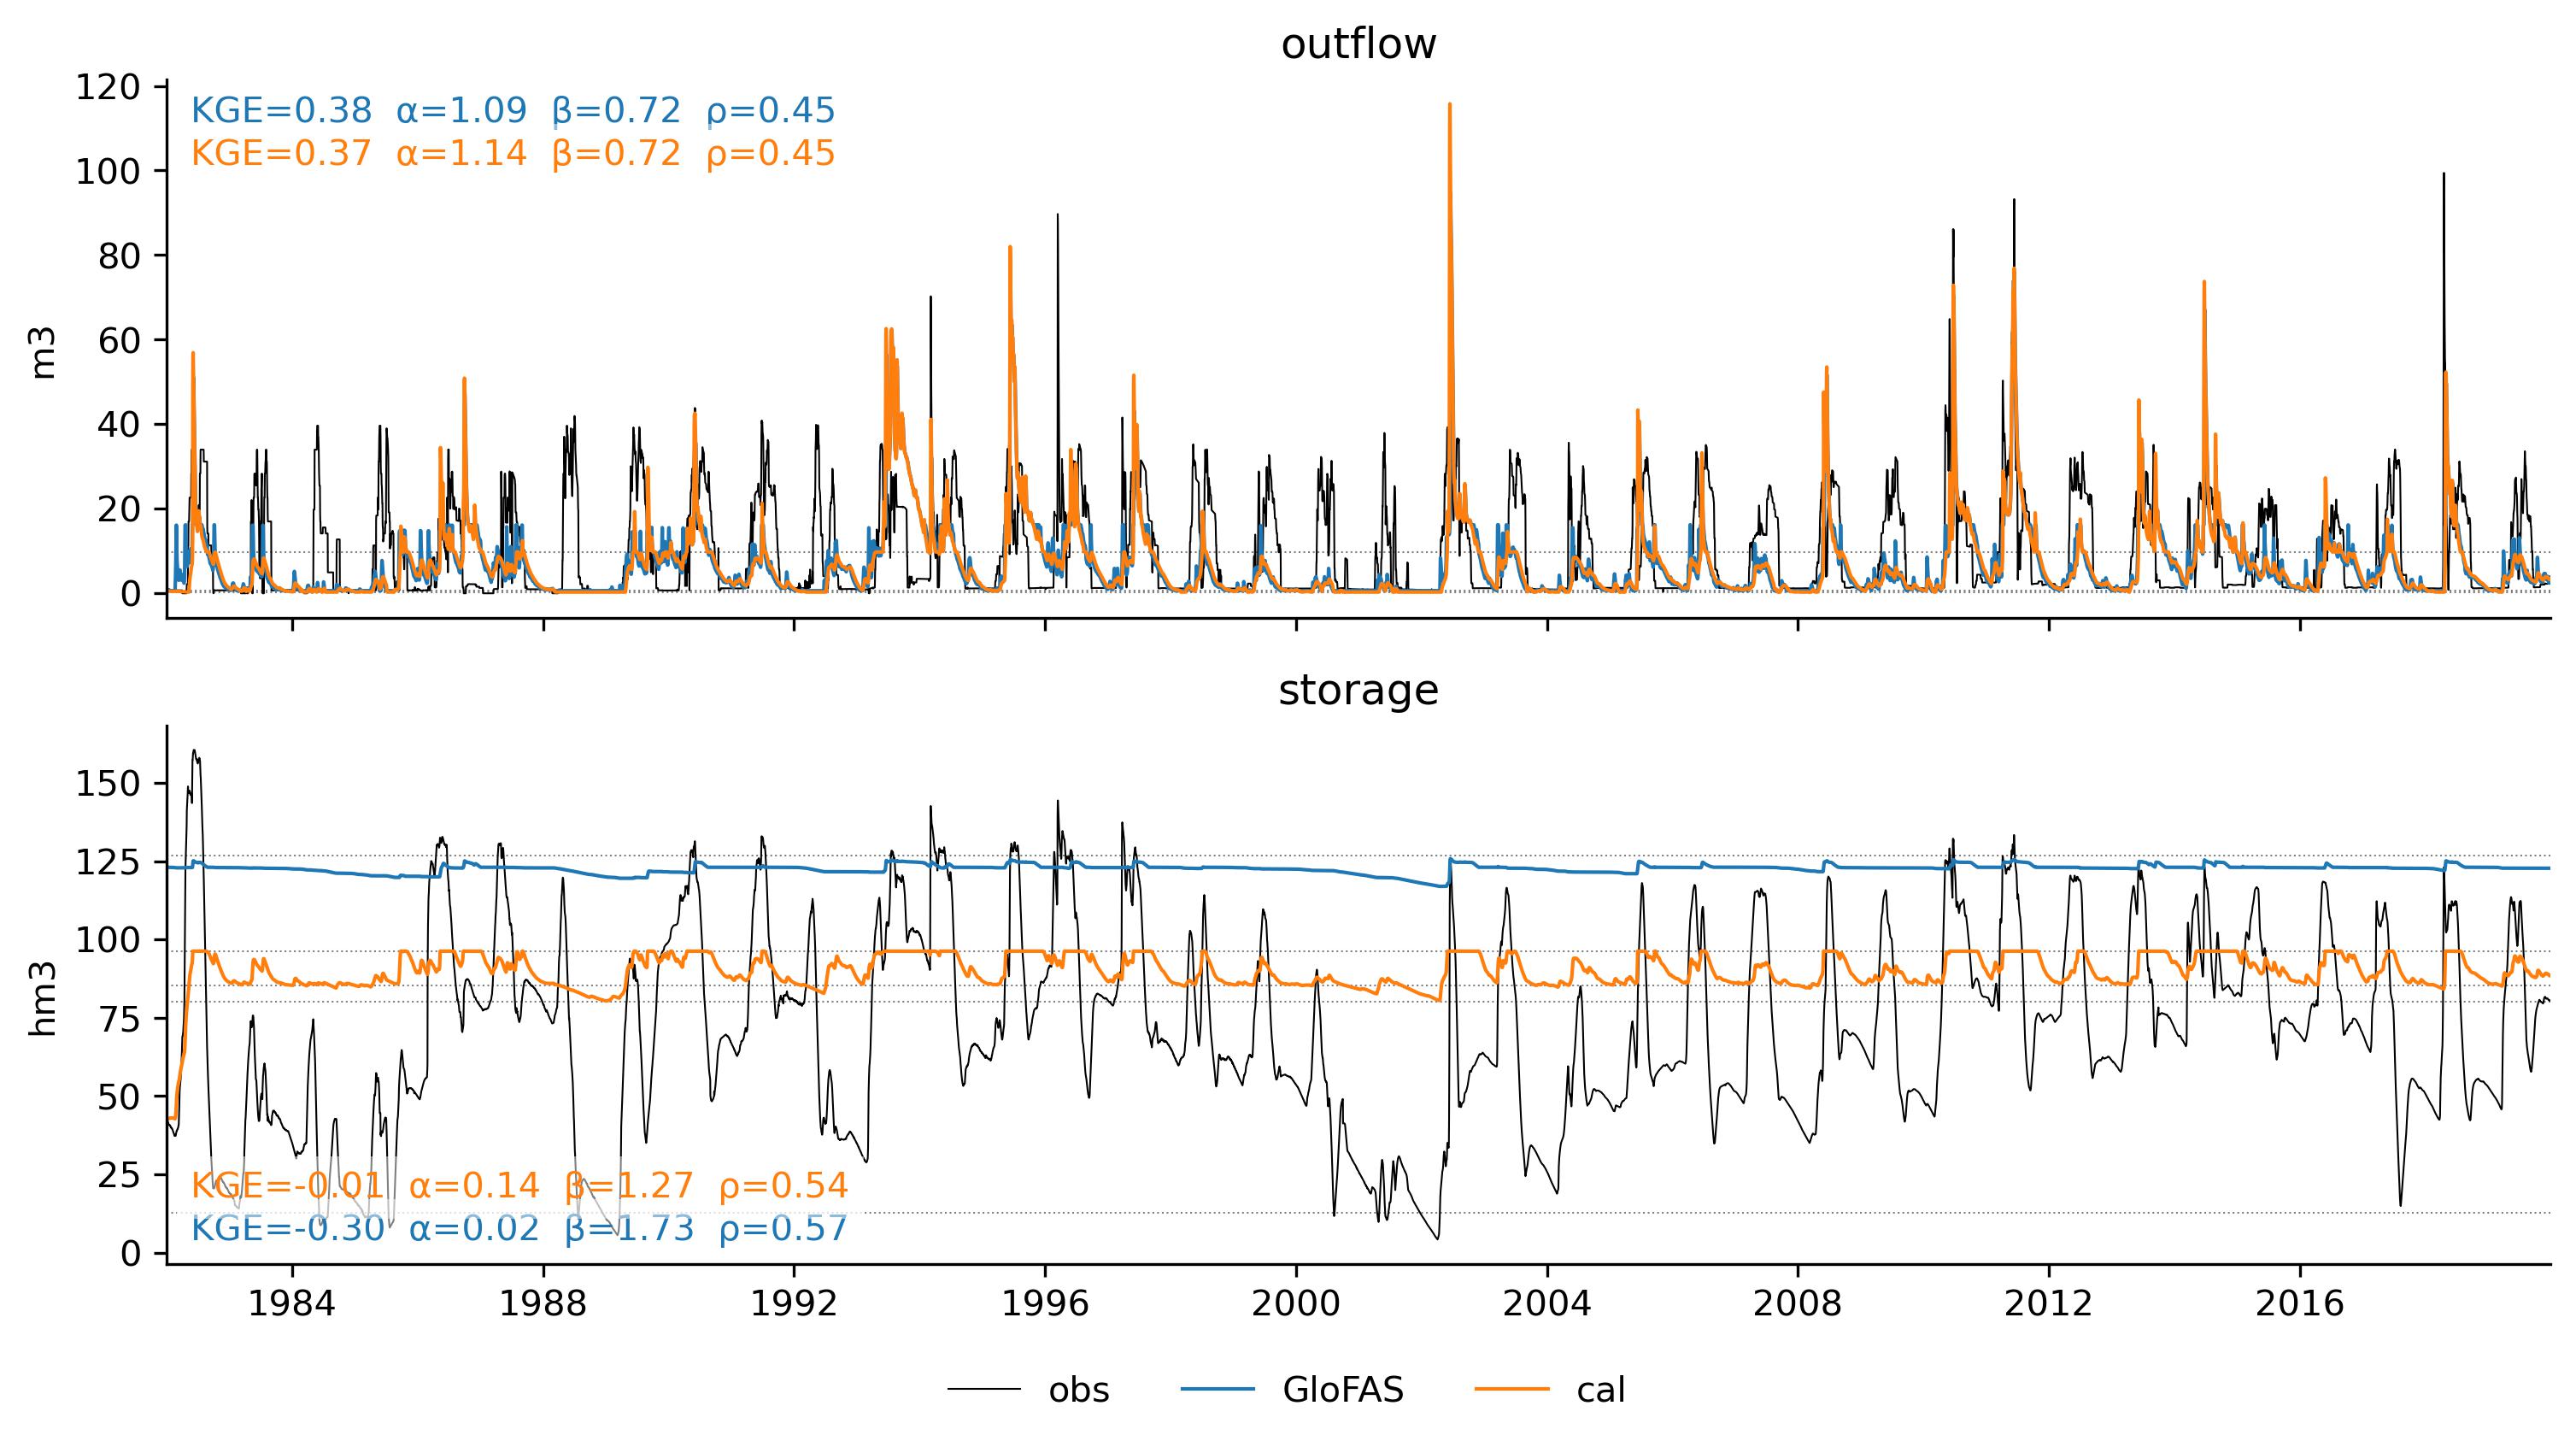 outflow
120
100
80
60
40
20
0
m3
KGE=0.38 α=1.09 β=0.72 ρ=0.45
KGE=0.37 α=1.14 β=0.72 ρ=0.45
storage
150
125
100
75
50
25
0
hm3
KGE=-0.01 α=0.14 β=1.27 ρ=0.54
KGE=-0.30 α=0.02 β=1.73 ρ=0.57
1984 1988 1992 1996 2000 2004 2008 2012 2016
obs GloFAS cal